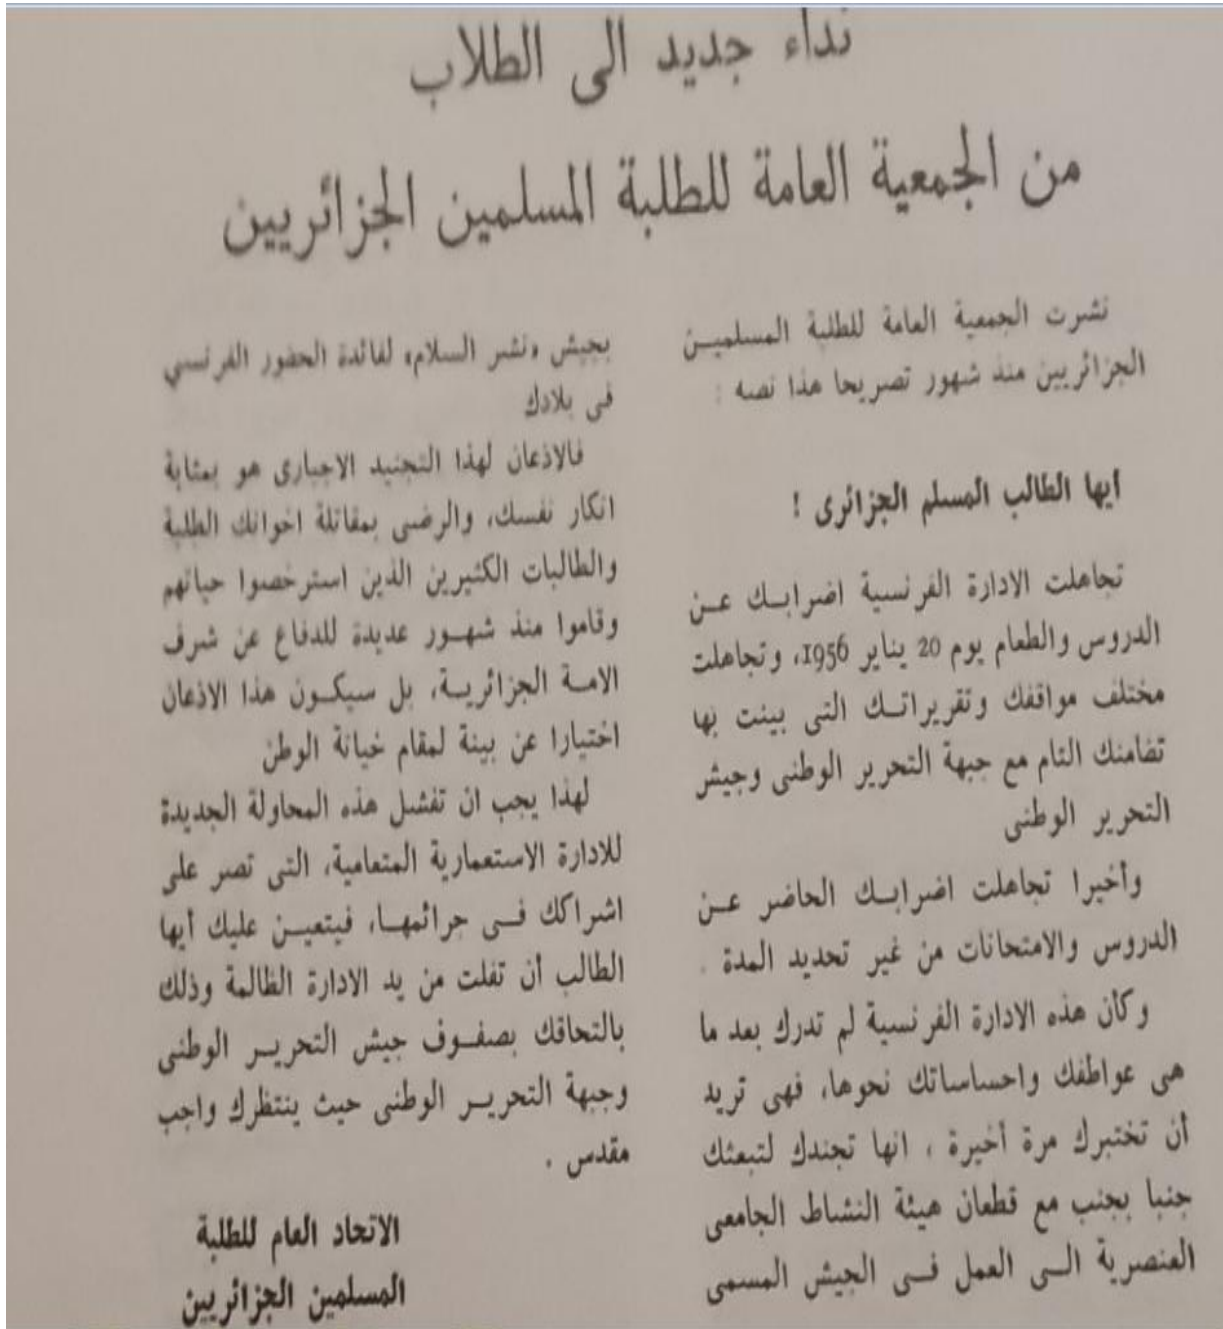 نداء جديد الى الطلاب
من الجمعية العامة للطلبة المسلمين الجزائريين
نشرت الجمعية العامة للطلبة المسلمين
الجزائريين منذ شهور تصريحا هذا نصه :
أيها الطالب المسلم الجزائرى !
تجاهلت الادارة الفرنسية اضرابك عن
الدروس والطعام يوم 20 يناير 1956، وتجاهلت
مختلف مواقفك وتقريراتك التى بينت بها
تضامنك التام مع جبهة التحرير الوطنى وجيش
التحرير الوطنى
وأخيرا تجاهلت اضرابك الحاضر عن
الدروس والامتحانات من غير تحديد المدة .
وكأن هذه الادارة الفرنسية لم تدرك بعد ما
هى عواطفك واحساساتك نحوها، فهى تريد
أن تختبرك مرة أخيرة ، انها تجندك لتبعثك
جنبا بجنب مع قطعان هيئة النشاط الجامعى
العنصرية الى العمل فى الجيش المسمى
بجيش «نشر السلام» لفائدة الحضور الفرنسي
فى بلادك
فالاذعان لهذا التجنيد الاجبارى هو بمثابة
انكار نفسك، والرضى بمقاتلة اخوانك الطلبة
والطالبات الكثيرين الذين استرخصوا حياتهم
وقاموا منذ شهور عديدة للدفاع عن شرف
الامة الجزائرية، بل سيكون هذا الاذعان
اختيارا عن بينة لمقام خيانة الوطن
لهذا يجب ان تفشل هذه المحاولة الجديدة
للادارة الاستعمارية المتعامية، التى تصر على
اشراكك فى جرائمها، فيتعين عليك أيها
الطالب أن تفلت من يد الادارة الظالمة وذلك
بالتحاقك بصفوف جيش التحرير الوطنى
وجبهة التحرير الوطنى حيث ينتظرك واجب
مقدس .
الاتحاد العام للطلبة
المسلمين الجزائريين